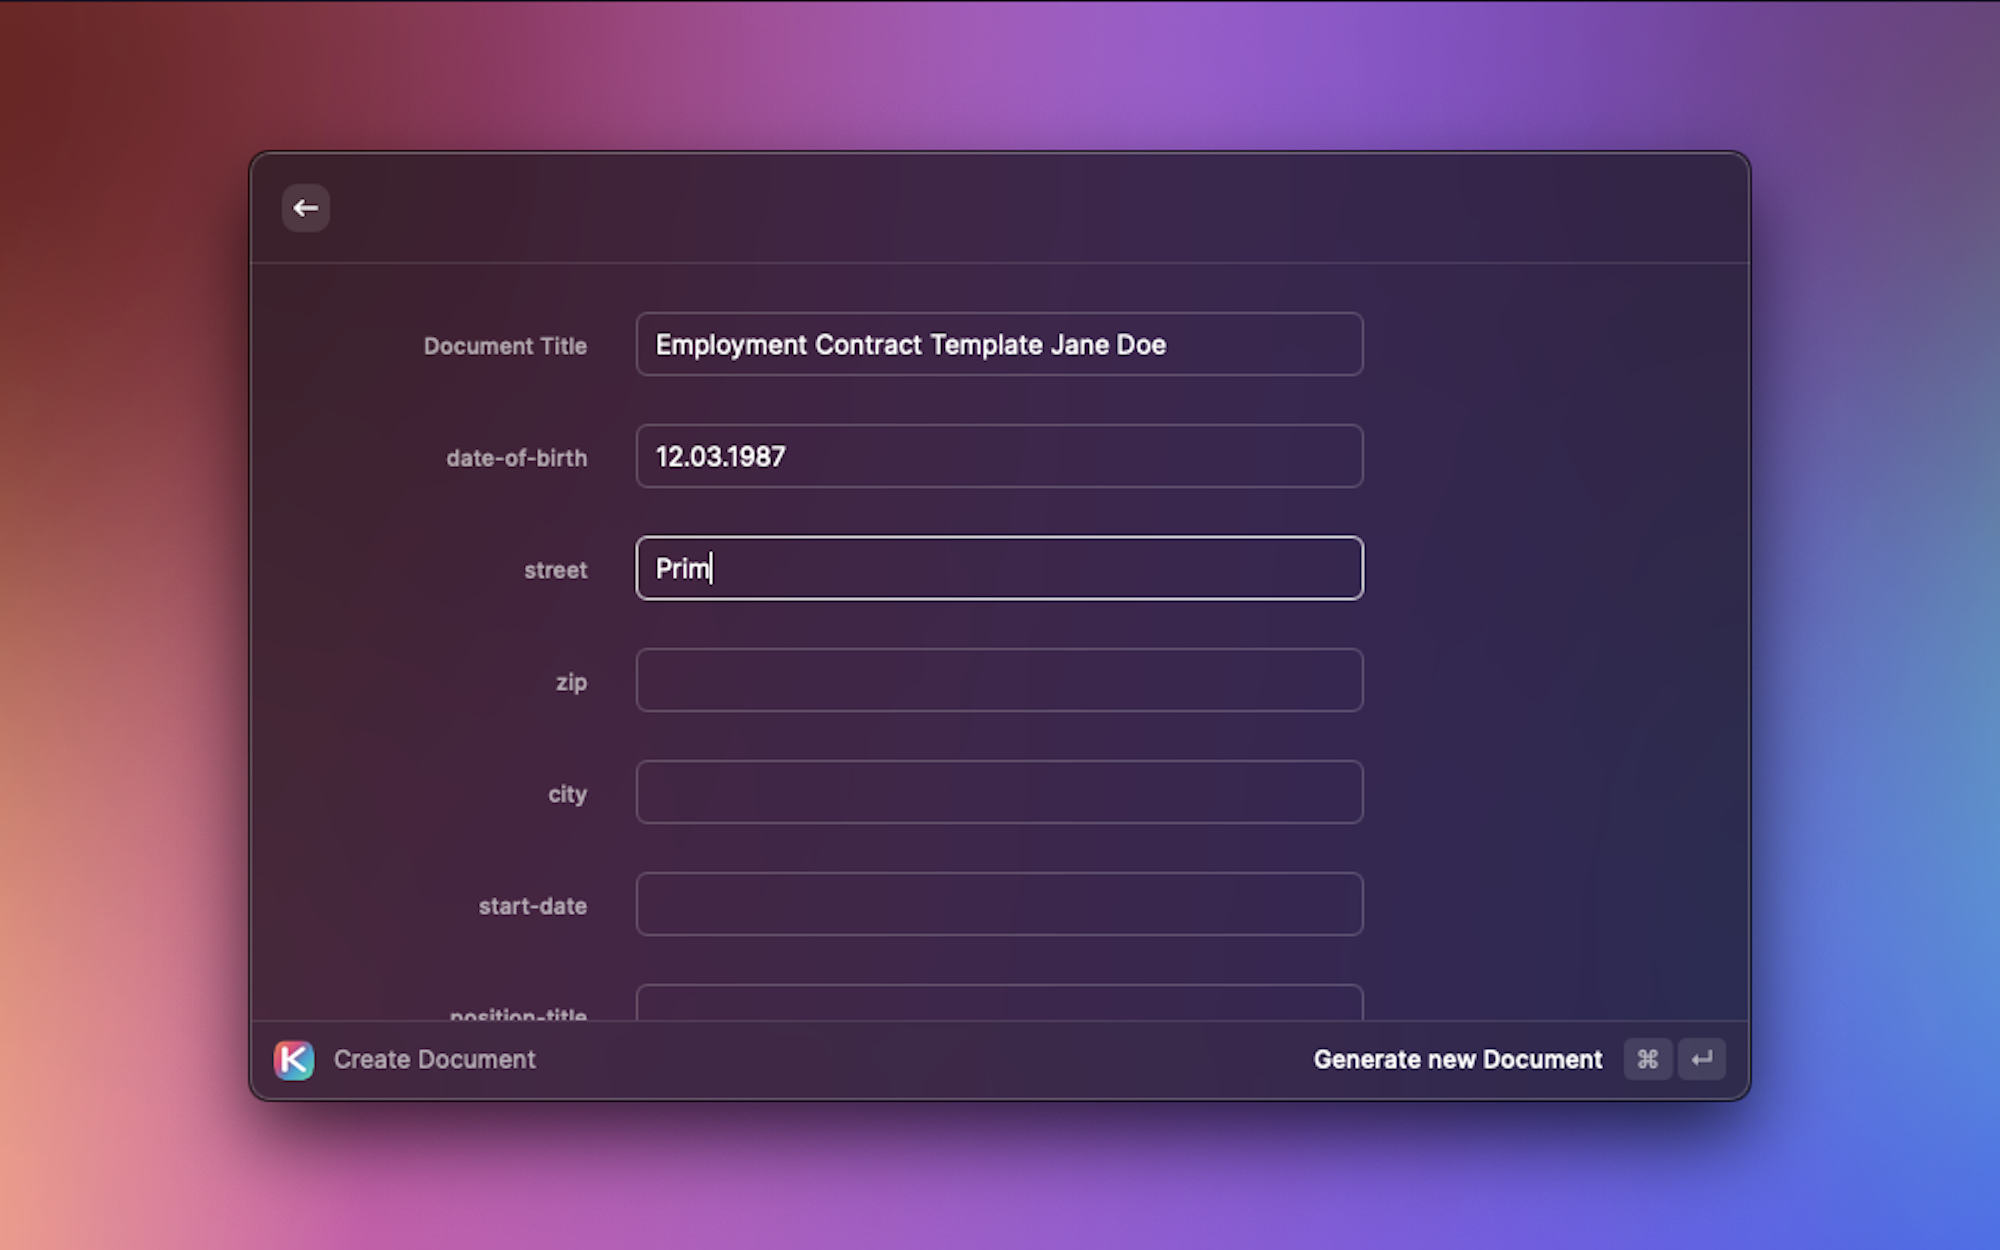 Document Title
Employment Contract Template Jane Doe
date-of-birth
12.03.1987
street
Prim
zip
city
start-date
position-title
Create Document
Generate new Document ⌘ ↵